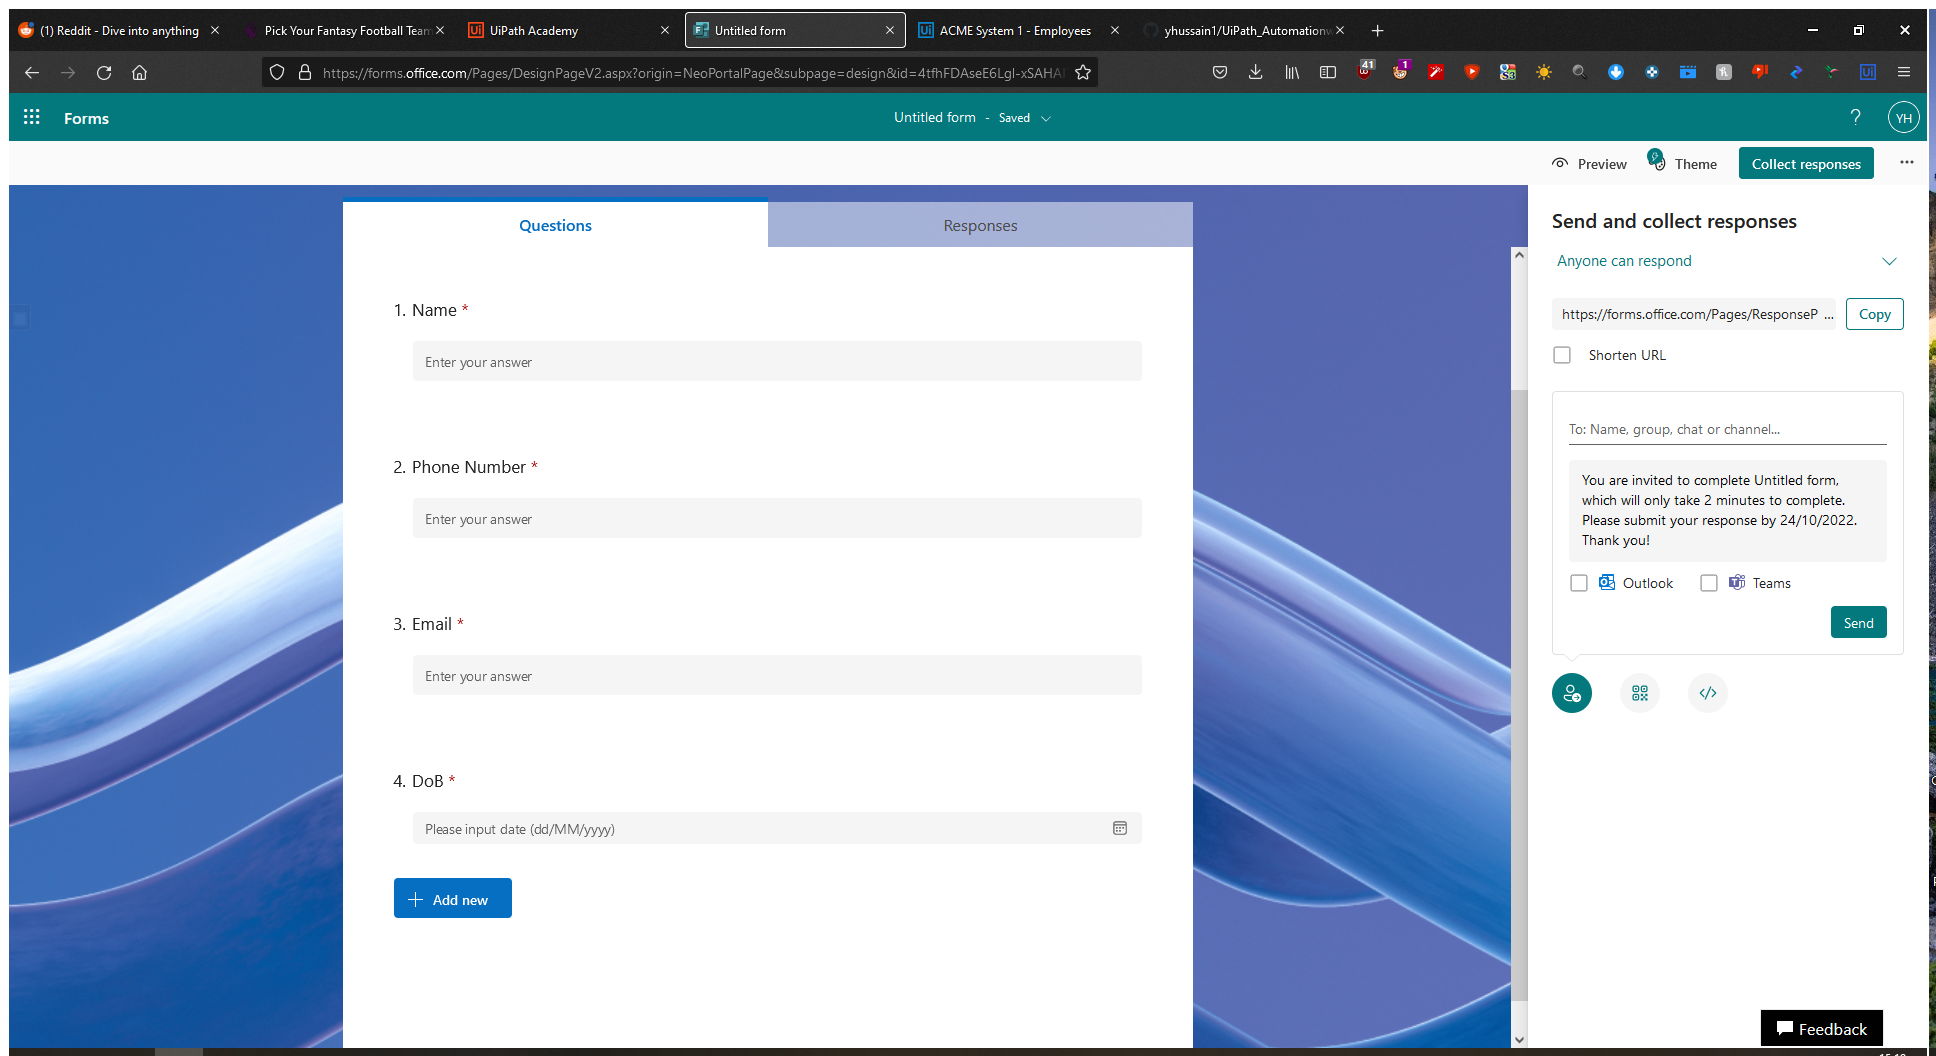 (1) Reddit - Dive into anything
Pick Your Fantasy Football Team
UiPath Academy
Untitled form
ACME System 1 - Employees
yhussain1/UiPath_Automationw
https://forms.office.com/Pages/DesignPageV2.aspx?origin=NeoPortalPage&subpage=design&id=4tfhFDAseE6LgI-xSAHAI
41
1
Forms
Untitled form - Saved
?
YH
Preview
Theme
Collect responses
...
Questions
Responses
1. Name *
Enter your answer
2. Phone Number *
Enter your answer
3. Email *
Enter your answer
4. DoB *
Please input date (dd/MM/yyyy)
Add new
Send and collect responses
Anyone can respond
https://forms.office.com/Pages/ResponseP ...
Copy
Shorten URL
To: Name, group, chat or channel...
You are invited to complete Untitled form,
which will only take 2 minutes to complete.
Please submit your response by 24/10/2022.
Thank you!
Outlook
Teams
Send
Feedback